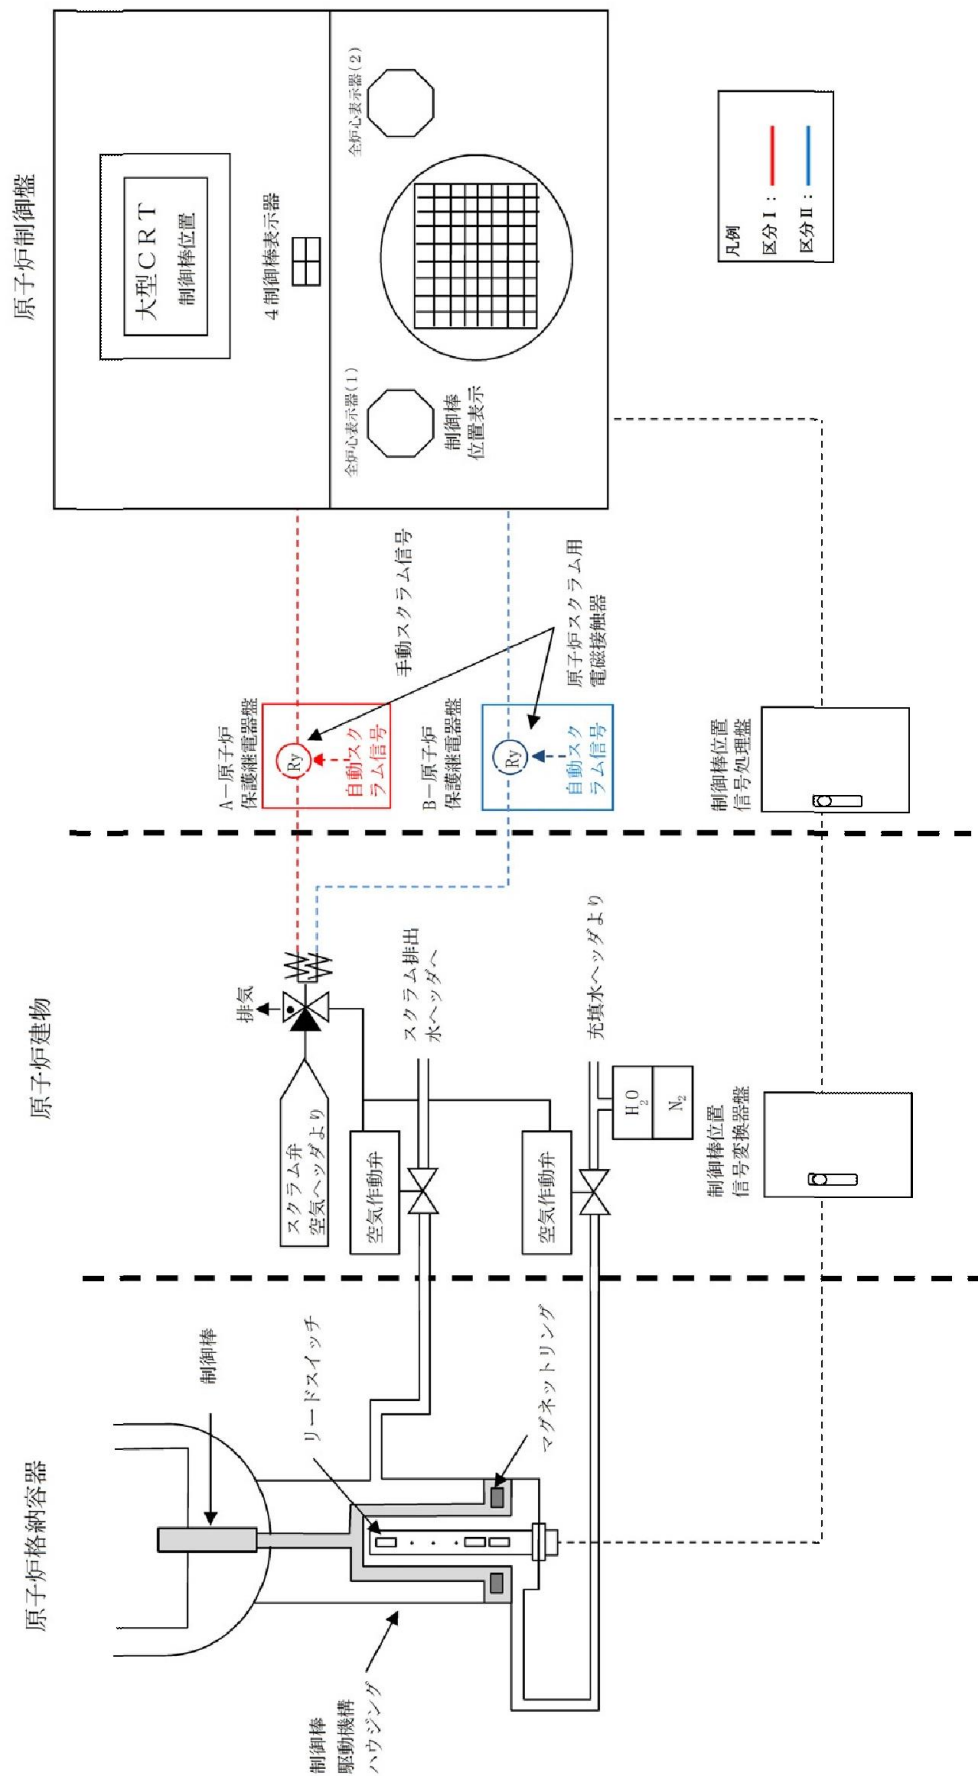 原子炉格納容器
原子炉建物
原子炉制御盤
制御棒
リードスイッチ
マグネットリング
制御棒
駆動機構
ハウジング
排気
スクラム弁
空気ヘッダより
空気作動弁
スクラム排出
水ヘッダへ
空気作動弁
充填水ヘッダより
H₂O
N₂
制御棒位置
信号変換器盤
A－原子炉
保護継電器盤
Ry
自動スク
ラム信号
手動スクラム信号
B－原子炉
保護継電器盤
Ry
自動スク
ラム信号
原子炉スクラム用
電磁接触器
制御棒位置
信号処理盤
大型CRT
制御棒位置
4制御棒表示器
全炉心表示器(1)
全炉心表示器(2)
制御棒
位置表示
凡例
区分Ⅰ：
区分Ⅱ：